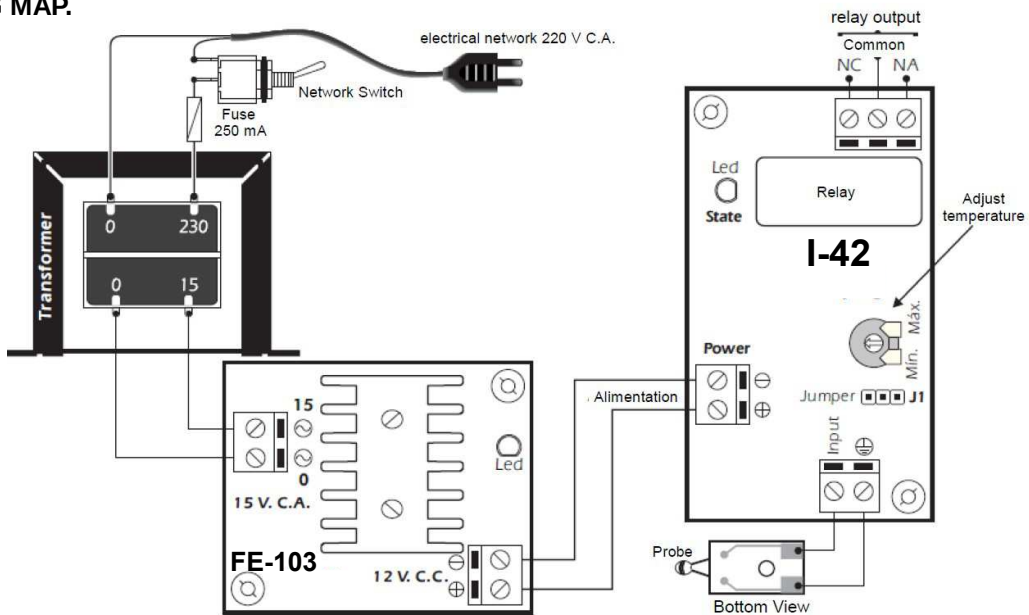 G MAP.
relay output
Common
NC NA
electrical network 220 V C.A.
Network Switch
Fuse
250 mA
Led
State
Relay
I-42
Adjust
temperature
Máx.
Mín.
Transformer
0 230
0 15
Power
Alimentation
Jumper J1
Input
15
0
15 V. C.A.
Led
FE-103
12 V. C.C.
Probe
Bottom View